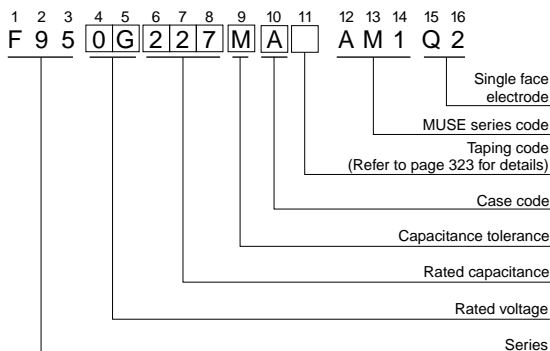 1 2 3 4 5 6 7 8 9 10 11 12 13 14 15 16
F 9 5 0 G 2 2 7 M A A M 1 Q 2
Single face
electrode
MUSE series code
Taping code
(Refer to page 323 for details)
Case code
Capacitance tolerance
Rated capacitance
Rated voltage
Series